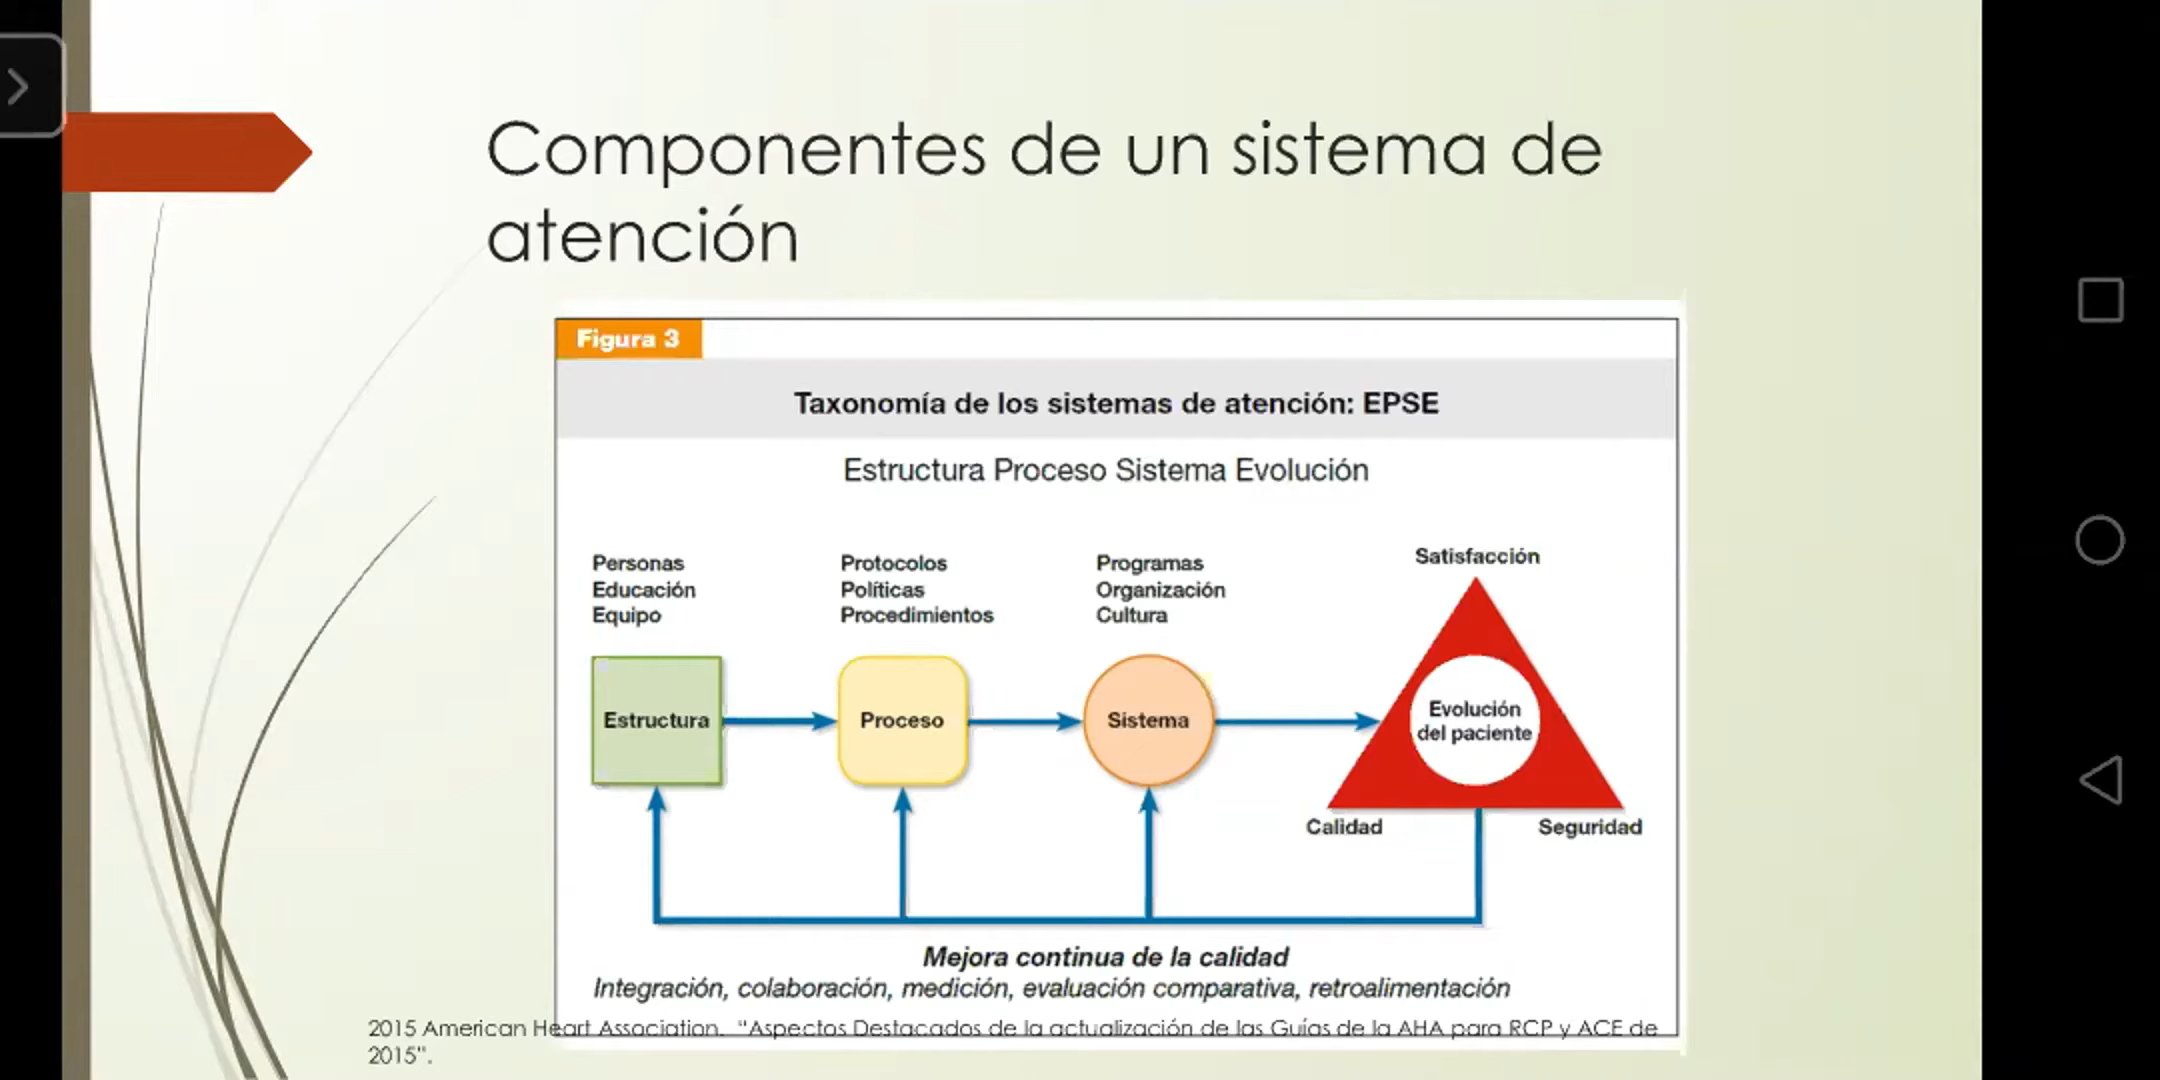 Componentes de un sistema de
atención
Figura 3
Taxonomía de los sistemas de atención: EPSE
Estructura Proceso Sistema Evolución
Personas
Educación
Equipo
Protocolos
Políticas
Procedimientos
Programas
Organización
Cultura
Satisfacción
Estructura
Proceso
Sistema
Evolución
del paciente
Calidad
Seguridad
Mejora continua de la calidad
Integración, colaboración, medición, evaluación comparativa, retroalimentación
2015 American Heart Association. "Aspectos Destacados de la actualización de las Guías de la AHA para RCP y ACE de
2015".